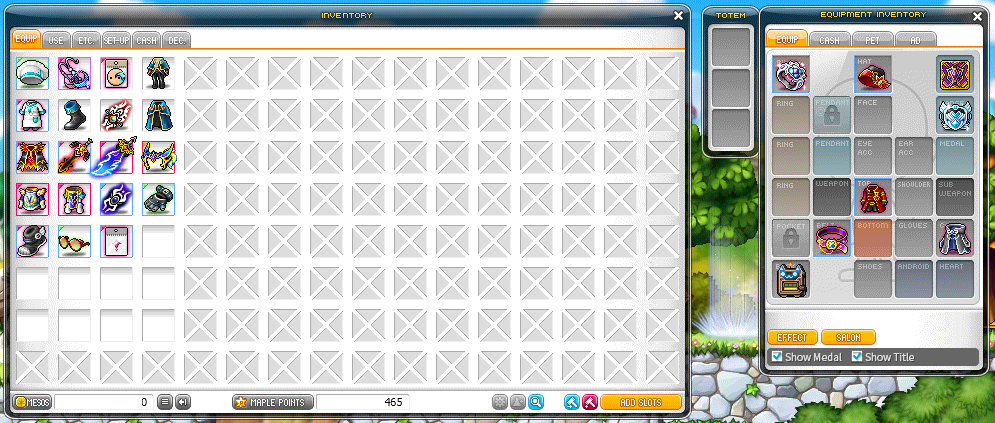 INVENTORY
EQUIP USE ETC. SET-UP CASH DEC.
MESOS 0 MAPLE POINTS 465 ADD SLOTS
TOTEM
EQUIPMENT INVENTORY
EQUIP CASH PET AD
HAT
RING PENDANT FACE
RING PENDANT EYE ACC EAR ACC MEDAL
RING WEAPON TOP SHOULDER SUB WEAPON
POCKET BOTTOM GLOVES
SHOES ANDROID HEART
EFFECT SALON
Show Medal Show Title